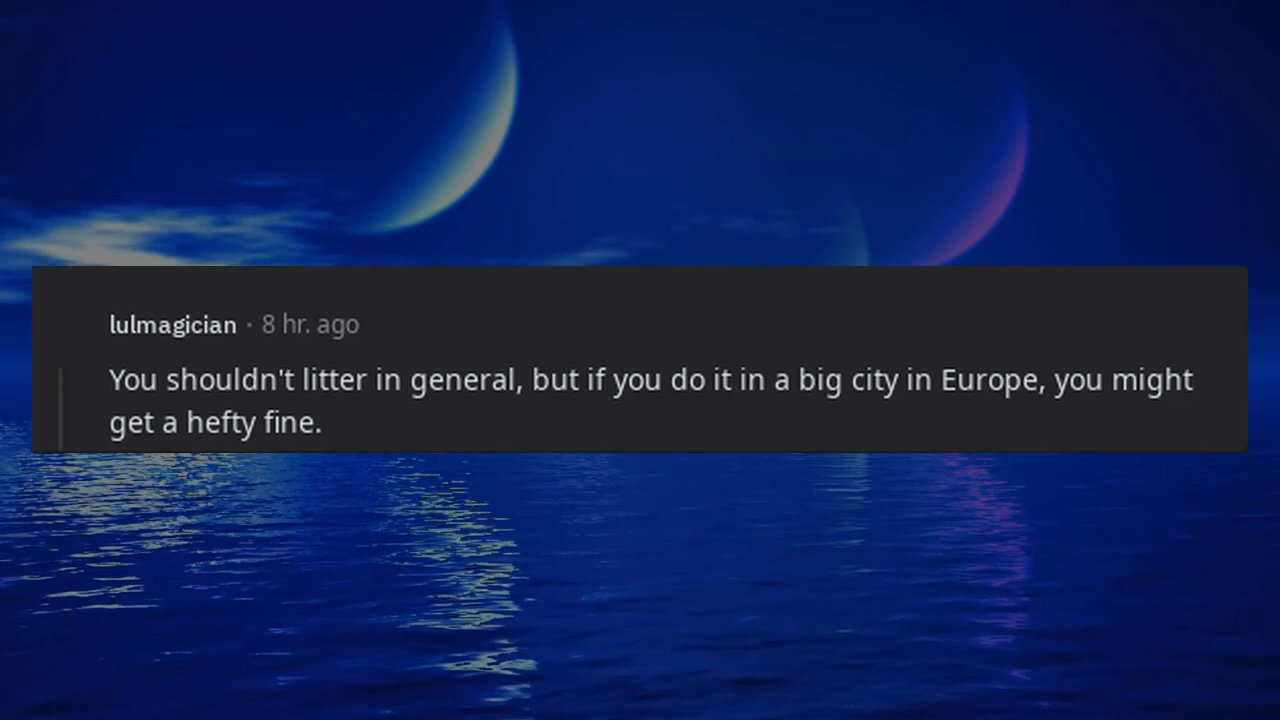 lulmagician · 8 hr. ago
You shouldn't litter in general, but if you do it in a big city in Europe, you might
get a hefty fine.